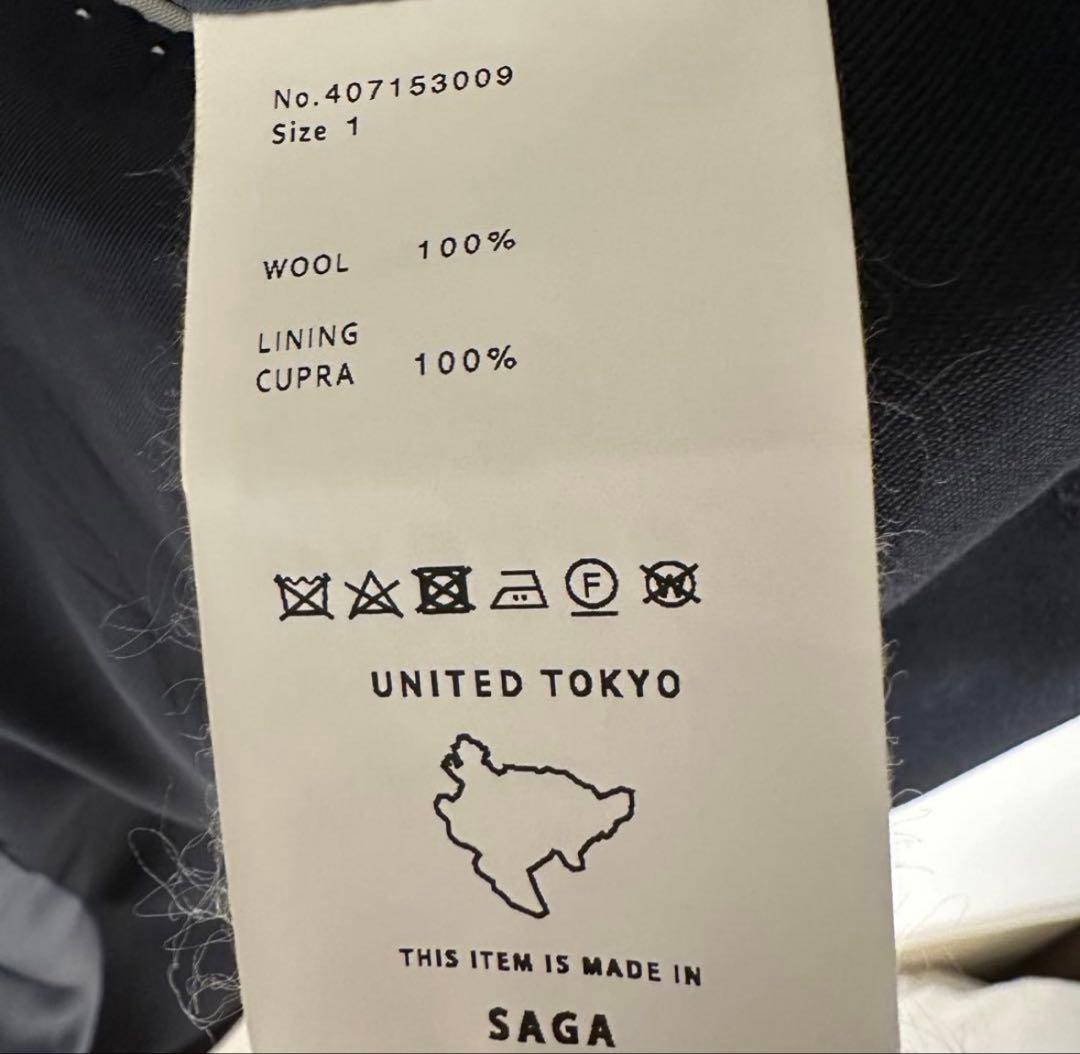 No.407153009
Size 1
WOOL 100%
LINING
CUPRA 100%
F W
UNITED TOKYO
THIS ITEM IS MADE IN
SAGA